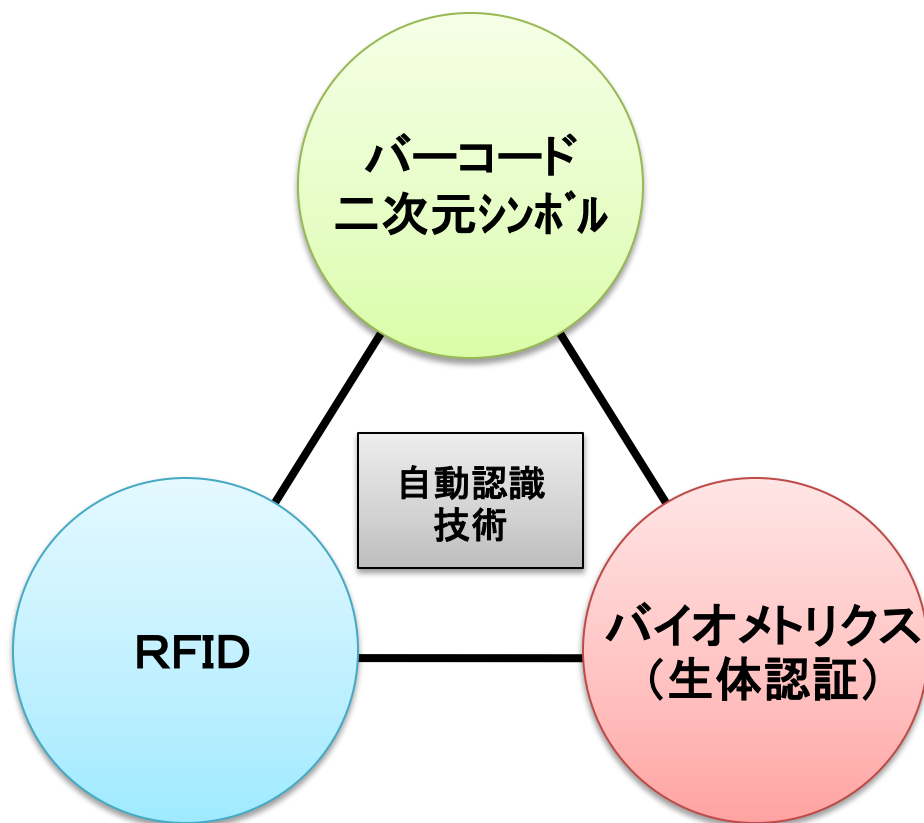 バーコード
二次元ｼﾝﾎﾞﾙ
自動認識
技術
ＲＦＩＤ
バイオメトリクス
（生体認証）